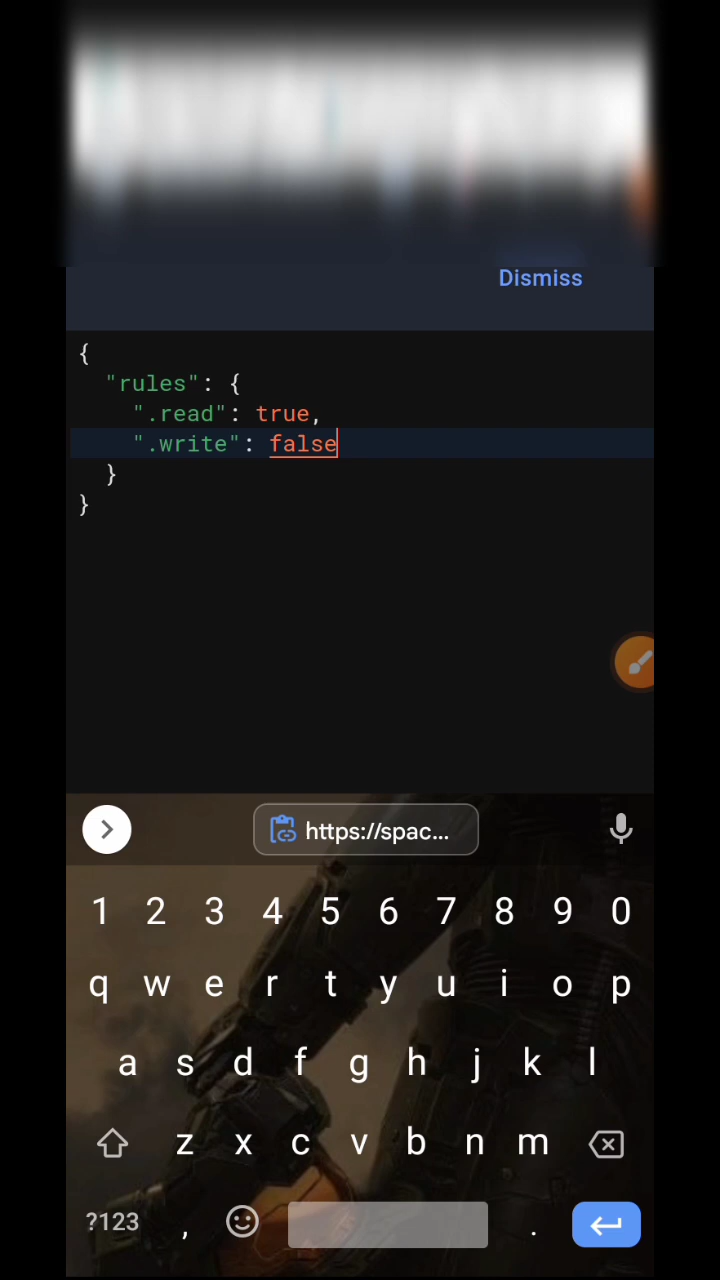 Dismiss
{
"rules": {
".read": true,
".write": false
}
}
https://spac...
1 2 3 4 5 6 7 8 9 0
q w e r t y u i o p
a s d f g h j k l
z x c v b n m
?123 , .